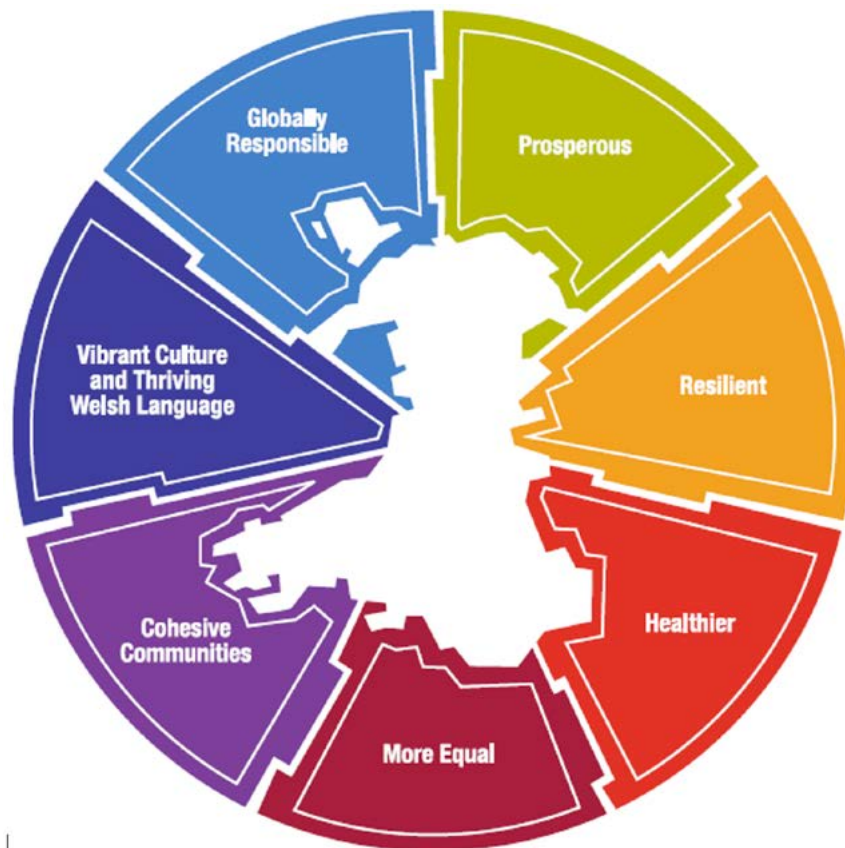 Globally
Responsible
Prosperous
Vibrant Culture
and Thriving
Welsh Language
Resilient
Cohesive
Communities
Healthier
More Equal